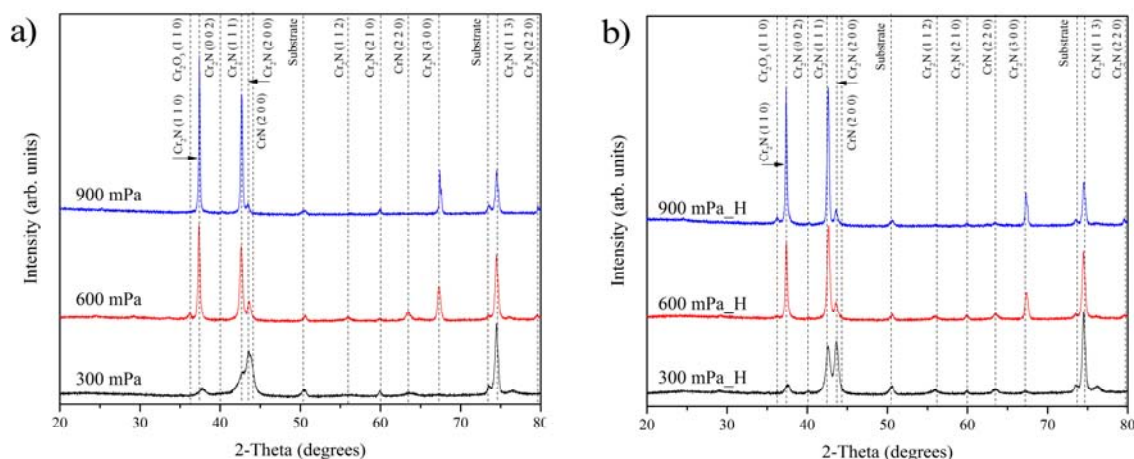 a)
Intensity (arb. units)
Cr₂O₃ (1 1 0)
Cr₂N (1 1 0)
Cr₂N (0 0 2)
Cr₂N (1 1 1)
Cr₂N (2 0 0)
CrN (2 0 0)
Substrate
Cr₂N (1 1 2)
Cr₂N (2 1 0)
CrN (2 2 0)
Cr₂N (3 0 0)
Substrate
Cr₂N (1 1 3)
Cr₂N (2 2 0)
900 mPa
600 mPa
300 mPa
20 30 40 50 60 70 80
2-Theta (degrees)
b)
Intensity (arb. units)
Cr₂O₃ (1 1 0)
Cr₂N (1 1 0)
Cr₂N (0 0 2)
Cr₂N (1 1 1)
Cr₂N (2 0 0)
CrN (2 0 0)
Substrate
Cr₂N (1 1 2)
Cr₂N (2 1 0)
CrN (2 2 0)
Cr₂N (3 0 0)
Substrate
Cr₂N (1 1 3)
Cr₂N (2 2 0)
900 mPa_H
600 mPa_H
300 mPa_H
20 30 40 50 60 70 80
2-Theta (degrees)